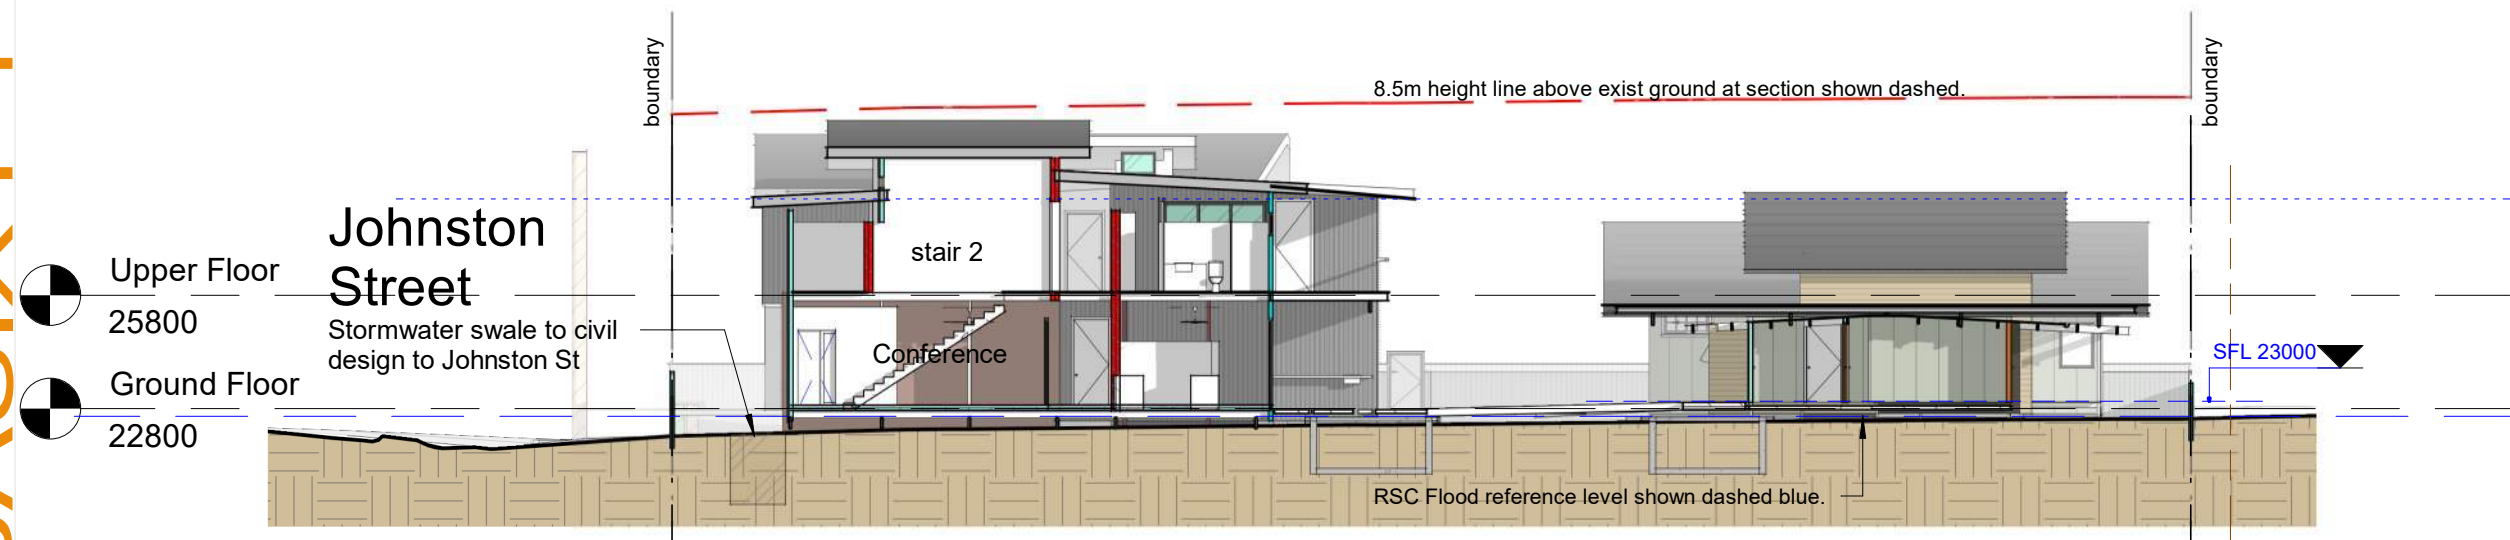 boundary
boundary
8.5m height line above exist ground at section shown dashed.
Johnston
Street
Upper Floor
25800
Stormwater swale to civil
design to Johnston St
Ground Floor
22800
stair 2
Conference
SFL 23000
RSC Flood reference level shown dashed blue.